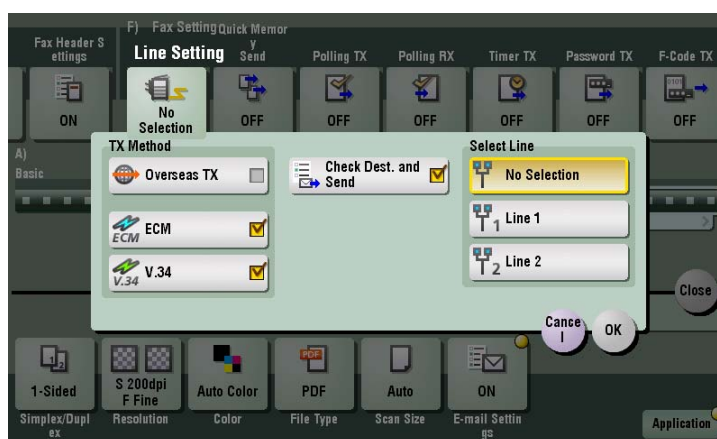 F) Fax Setting
Fax Header S
ettings
Line Setting
Quick Memor
y
Send
Polling TX
Polling RX
Timer TX
Password TX
F-Code TX
ON
No
Selection
OFF
OFF
OFF
OFF
OFF
OFF
A)
Basic
TX Method
Overseas TX
ECM
ECM
V.34
V.34
Check Dest. and
Send
Select Line
No Selection
1 Line 1
2 Line 2
Close
Cance
l
OK
1-Sided
S 200dpi
F Fine
Auto Color
PDF
PDF
Auto
ON
Simplex/Dupl
ex
Resolution
Color
File Type
Scan Size
E-mail Settin
gs
Application